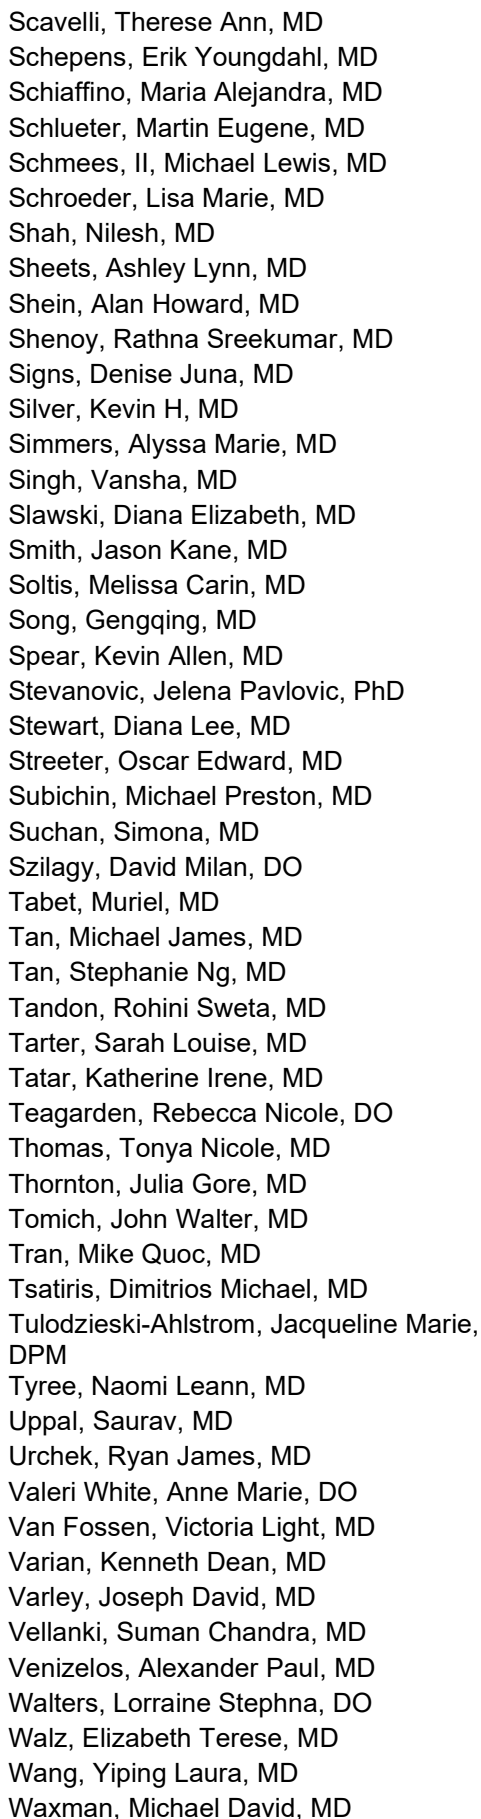 Scavelli, Therese Ann, MD
Schepens, Erik Youngdahl, MD
Schiaffino, Maria Alejandra, MD
Schlueter, Martin Eugene, MD
Schmees, II, Michael Lewis, MD
Schroeder, Lisa Marie, MD
Shah, Nilesh, MD
Sheets, Ashley Lynn, MD
Shein, Alan Howard, MD
Shenoy, Rathna Sreekumar, MD
Signs, Denise Juna, MD
Silver, Kevin H, MD
Simmers, Alyssa Marie, MD
Singh, Vansha, MD
Slawski, Diana Elizabeth, MD
Smith, Jason Kane, MD
Soltis, Melissa Carin, MD
Song, Gengqing, MD
Spear, Kevin Allen, MD
Stevanovic, Jelena Pavlovic, PhD
Stewart, Diana Lee, MD
Streeter, Oscar Edward, MD
Subichin, Michael Preston, MD
Suchan, Simona, MD
Szilagy, David Milan, DO
Tabet, Muriel, MD
Tan, Michael James, MD
Tan, Stephanie Ng, MD
Tandon, Rohini Sweta, MD
Tarter, Sarah Louise, MD
Tatar, Katherine Irene, MD
Teagarden, Rebecca Nicole, DO
Thomas, Tonya Nicole, MD
Thornton, Julia Gore, MD
Tomich, John Walter, MD
Tran, Mike Quoc, MD
Tsatiris, Dimitrios Michael, MD
Tulodzieski-Ahlstrom, Jacqueline Marie,
DPM
Tyree, Naomi Leann, MD
Uppal, Saurav, MD
Urchek, Ryan James, MD
Valeri White, Anne Marie, DO
Van Fossen, Victoria Light, MD
Varian, Kenneth Dean, MD
Varley, Joseph David, MD
Vellanki, Suman Chandra, MD
Venizelos, Alexander Paul, MD
Walters, Lorraine Stephna, DO
Walz, Elizabeth Terese, MD
Wang, Yiping Laura, MD
Waxman, Michael David, MD